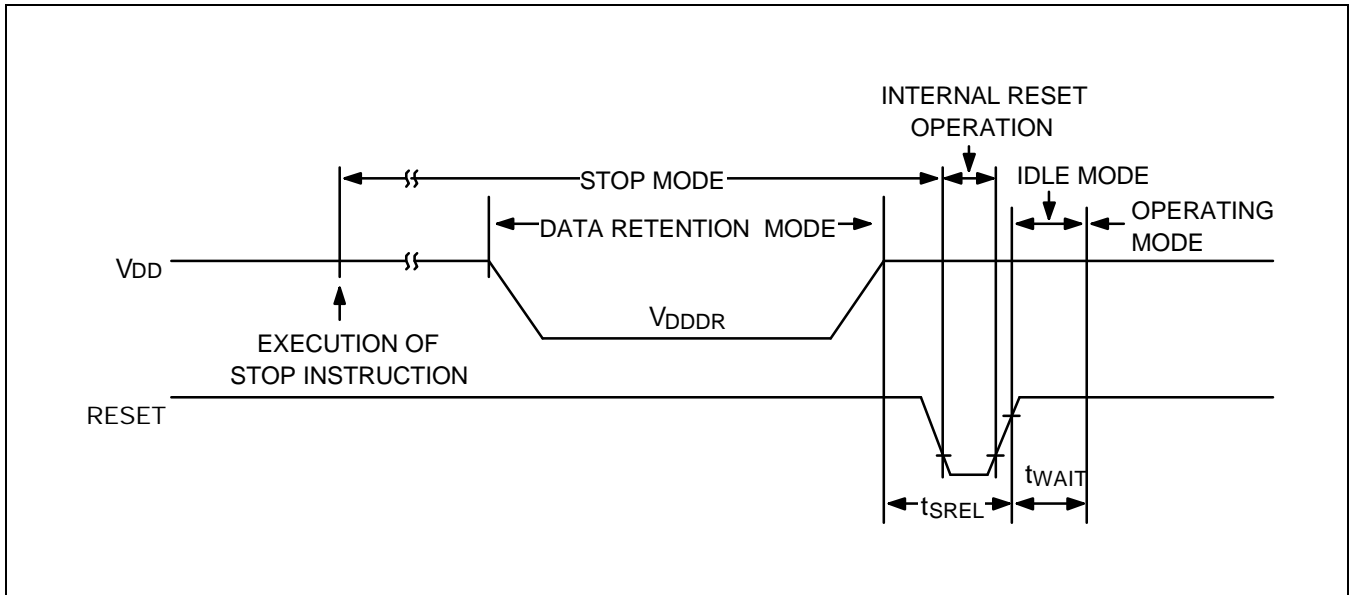 INTERNAL RESET
OPERATION
STOP MODE
IDLE MODE
DATA RETENTION MODE
OPERATING
MODE
VDD
VDDDR
EXECUTION OF
STOP INSTRUCTION
RESET
tWAIT
tSREL